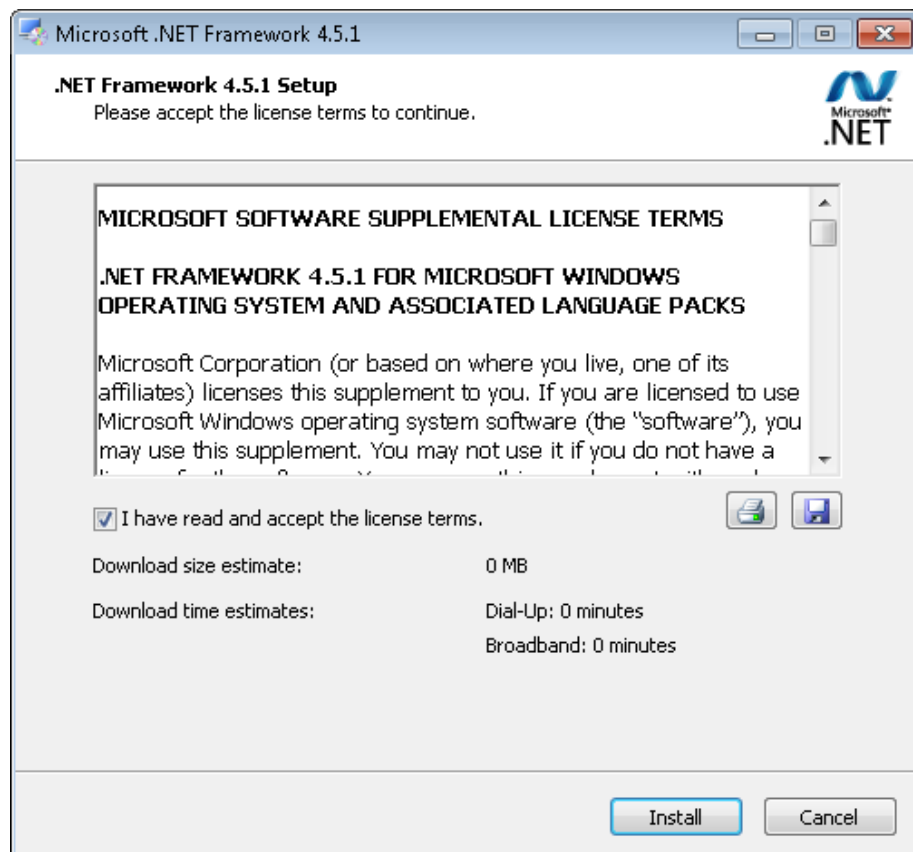 Microsoft .NET Framework 4.5.1
.NET Framework 4.5.1 Setup
Please accept the license terms to continue.
Microsoft®
.NET
MICROSOFT SOFTWARE SUPPLEMENTAL LICENSE TERMS
.NET FRAMEWORK 4.5.1 FOR MICROSOFT WINDOWS
OPERATING SYSTEM AND ASSOCIATED LANGUAGE PACKS
Microsoft Corporation (or based on where you live, one of its
affiliates) licenses this supplement to you. If you are licensed to use
Microsoft Windows operating system software (the "software"), you
may use this supplement. You may not use it if you do not have a
I have read and accept the license terms.
Download size estimate: 0 MB
Download time estimates: Dial-Up: 0 minutes
Broadband: 0 minutes
Install Cancel